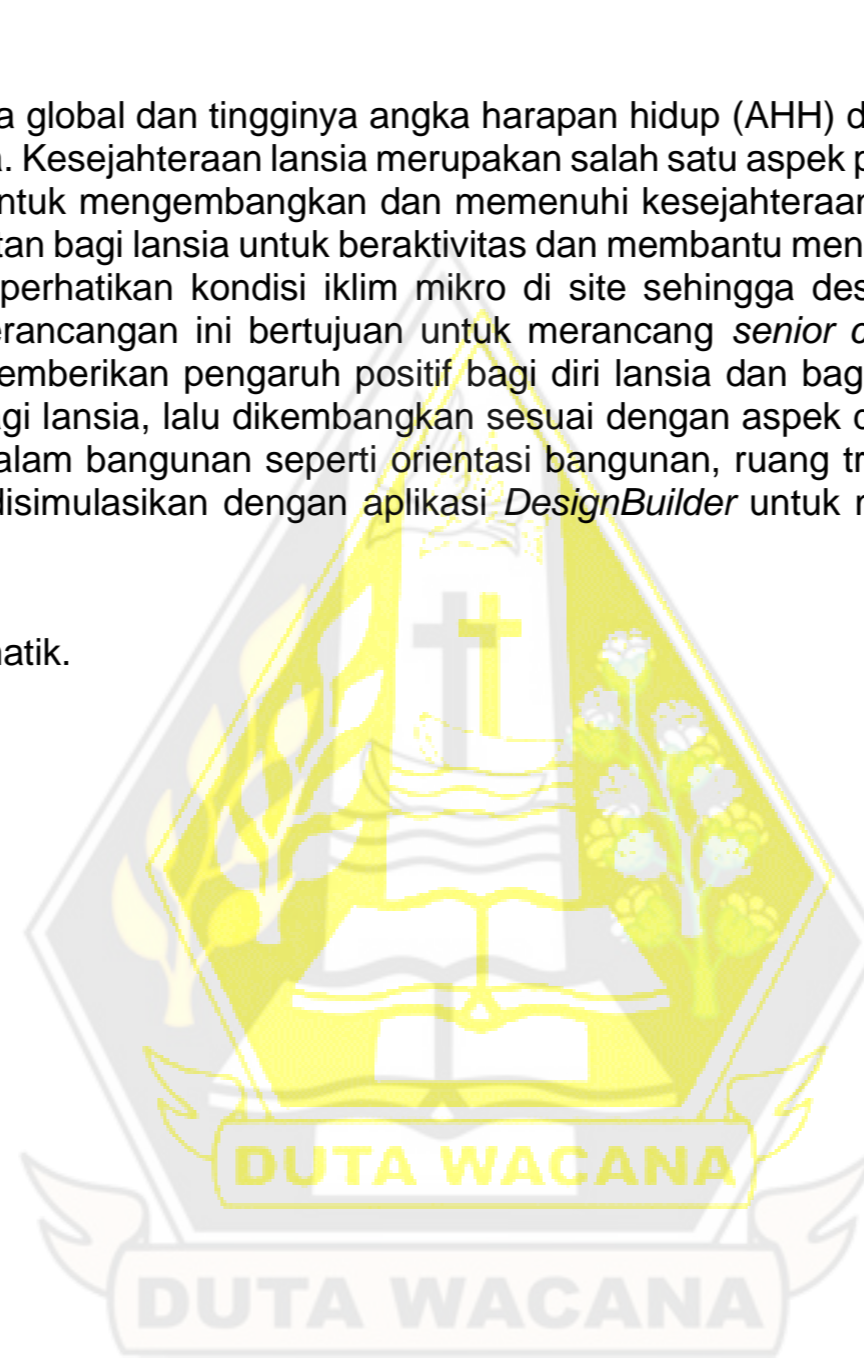 a global dan tingginya angka harapan hidup (AHH) d
a. Kesejahteraan lansia merupakan salah satu aspek p
ntuk mengembangkan dan memenuhi kesejahteraan
tan bagi lansia untuk beraktivitas dan membantu men
perhatikan kondisi iklim mikro di site sehingga des
erancangan ini bertujuan untuk merancang senior c
emberikan pengaruh positif bagi diri lansia dan bag
agi lansia, lalu dikembangkan sesuai dengan aspek d
alam bangunan seperti orientasi bangunan, ruang tr
disimulasikan dengan aplikasi DesignBuilder untuk m
natik.
DUTA WACANA
DUTA WACANA